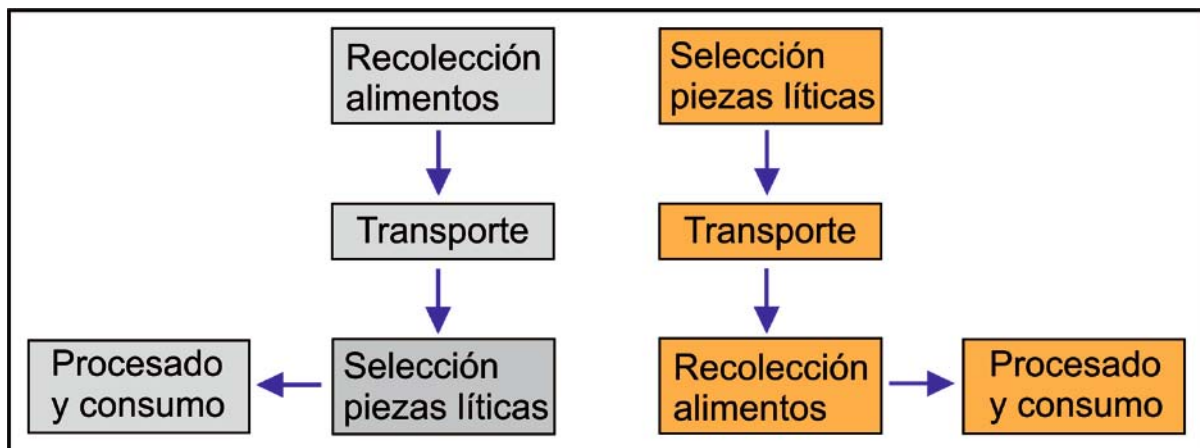 Recolección
alimentos
Transporte
Selección
piezas líticas
Procesado
y consumo
Selección
piezas líticas
Transporte
Recolección
alimentos
Procesado
y consumo